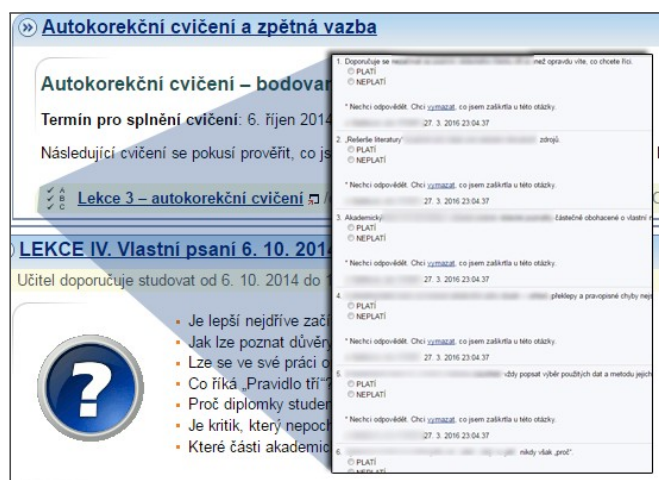 Autokorekční cvičení a zpětná vazba
Autokorekční cvičení – bodovan
Termín pro splnění cvičení: 6. říjen 2014
Následující cvičení se pokusí prověřit, co js
Lekce 3 – autokorekční cvičení
LEKCE IV. Vlastní psaní 6. 10. 2014
Učitel doporučuje studovat od 6. 10. 2014 do 1
Je lepší nejdříve začí
Jak lze poznat důvěry
Lze se ve své práci o
Co říká „Pravidlo tří“?
Proč diplomky studen
Je kritik, který nepoch
Které části akademic
1. Doporučuje se než opravdu víte, co chcete říci.
PLATÍ
NEPLATÍ
* Nechci odpovědět. Chci vymazat, co jsem zaškrtla u této otázky.
27. 3. 2016 23.04.37
2. „Rešerše literatury“ zdrojů.
PLATÍ
NEPLATÍ
* Nechci odpovědět. Chci vymazat, co jsem zaškrtla u této otázky.
27. 3. 2016 23.04.37
3. Akademický částečně obohacené o vlastní n
PLATÍ
NEPLATÍ
* Nechci odpovědět. Chci vymazat, co jsem zaškrtla u této otázky.
27. 3. 2016 23.04.37
4. překlepy a pravopisné chyby nejs
PLATÍ
NEPLATÍ
* Nechci odpovědět. Chci vymazat, co jsem zaškrtla u této otázky.
27. 3. 2016 23.04.37
5. vždy popsat výběr použitých dat a metodu jejich
PLATÍ
NEPLATÍ
* Nechci odpovědět. Chci vymazat, co jsem zaškrtla u této otázky.
27. 3. 2016 23.04.37
6. nikdy však „proč“.
PLATÍ
NEPLATÍ